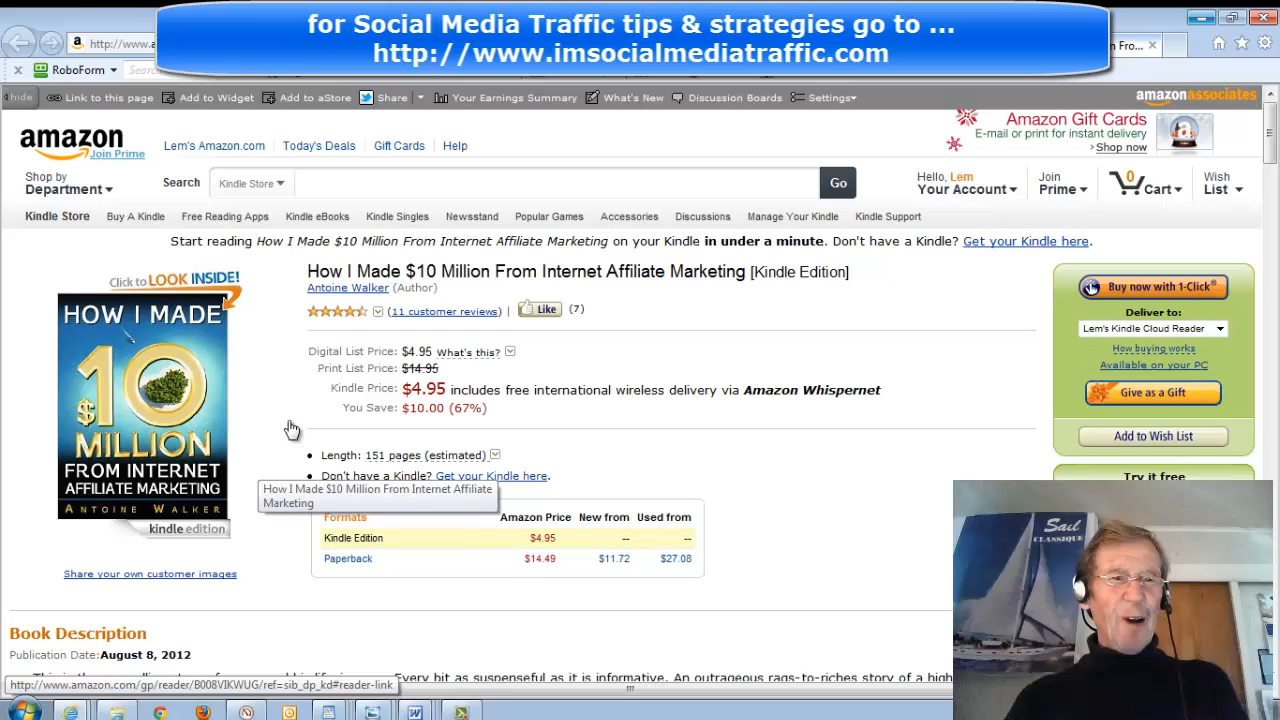 for Social Media Traffic tips & strategies go to ...
http://www.imsocialmediatraffic.com
http://www.a
m Fro...
RoboForm
Search
hide
Link to this page
Add to Widget
Add to aStore
Share
Your Earnings Summary
What's New
Discussion Boards
Settings
amazonassociates
amazon
Join Prime
Lem's Amazon.com
Today's Deals
Gift Cards
Help
Amazon Gift Cards
E-mail or print for instant delivery
›Shop now
Shop by
Department
Search
Kindle Store
Go
Hello, Lem
Your Account
Join
Prime
0
Cart
Wish
List
Kindle Store
Buy A Kindle
Free Reading Apps
Kindle eBooks
Kindle Singles
Newsstand
Popular Games
Accessories
Discussions
Manage Your Kindle
Kindle Support
Start reading How I Made $10 Million From Internet Affiliate Marketing on your Kindle in under a minute. Don't have a Kindle? Get your Kindle here.
Click to LOOK INSIDE!
HOW I MADE
$10
MILLION
FROM INTERNET
AFFILIATE MARKETING
ANTOINE WALKER
kindle edition
Share your own customer images
How I Made $10 Million From Internet Affiliate Marketing [Kindle Edition]
Antoine Walker (Author)
(11 customer reviews) | Like (7)
Digital List Price: $4.95 What's this?
Print List Price: $14.95
Kindle Price: $4.95 includes free international wireless delivery via Amazon Whispernet
You Save: $10.00 (67%)
Length: 151 pages (estimated)
Don't have a Kindle? Get your Kindle here.
How I Made $10 Million From Internet Affiliate
Marketing
Formats Amazon Price New from Used from
Kindle Edition $4.95 -- --
Paperback $14.49 $11.72 $27.08
Buy now with 1-Click®
Deliver to:
Lem's Kindle Cloud Reader
How buying works
Available on your PC
Give as a Gift
Add to Wish List
Try it free
Sail
CLASSIQUE
Book Description
Publication Date: August 8, 2012
Every bit as suspenseful as it is informative. An outrageous rags-to-riches story of a high
http://www.amazon.com/gp/reader/B008VIKWUG/ref=sib_dp_kd#reader-link